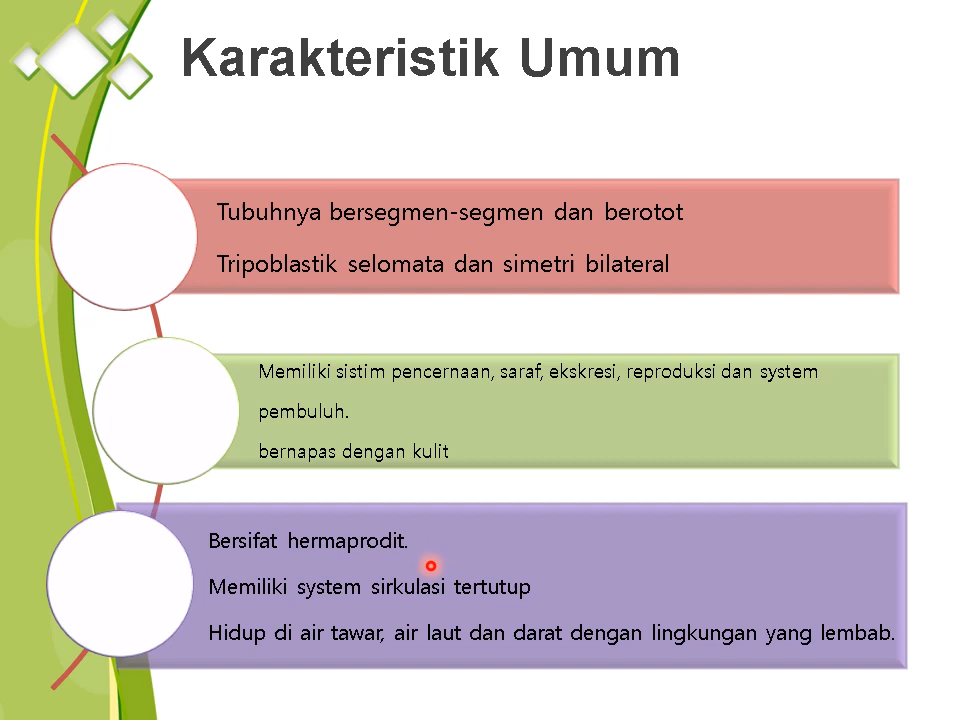 Karakteristik Umum
Tubuhnya bersegmen-segmen dan berotot
Tripoblastik selomata dan simetri bilateral
Memiliki sistim pencernaan, saraf, ekskresi, reproduksi dan system
pembuluh.
bernapas dengan kulit
Bersifat hermaprodit.
Memiliki system sirkulasi tertutup
Hidup di air tawar, air laut dan darat dengan lingkungan yang lembab.